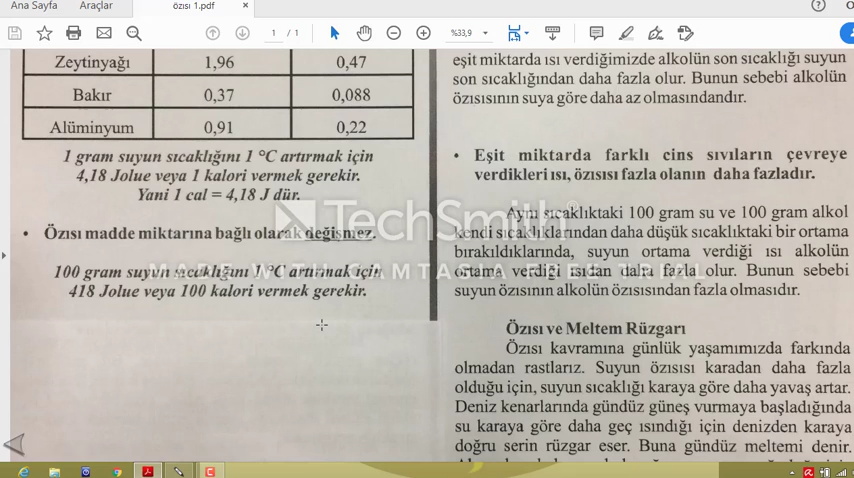 Ana Sayfa Araçlar özısı 1.pdf ×
1 / 1 %33,9
Zeytinyağı 1,96 0,47
Bakır 0,37 0,088
Alüminyum 0,91 0,22
1 gram suyun sıcaklığını 1 °C artırmak için
4,18 Jolue veya 1 kalori vermek gerekir.
Yani 1 cal = 4,18 J dür.
• Özısı madde miktarına bağlı olarak değişmez.
100 gram suyun sıcaklığını 1 °C artırmak için
418 Jolue veya 100 kalori vermek gerekir.
eşit miktarda ısı verdiğimizde alkolün son sıcaklığı suyun
son sıcaklığından daha fazla olur. Bunun sebebi alkolün
özısısının suya göre daha az olmasındandır.
• Eşit miktarda farklı cins sıvıların çevreye
verdikleri ısı, özısısı fazla olanın daha fazladır.
Aynı sıcaklıktaki 100 gram su ve 100 gram alkol
kendi sıcaklıklarından daha düşük sıcaklıktaki bir ortama
bırakıldıklarında, suyun ortama verdiği ısı alkolün
ortama verdiği ısıdan daha fazla olur. Bunun sebebi
suyun özısının alkolün özısısından fazla olmasıdır.
Özısı ve Meltem Rüzgarı
Özısı kavramına günlük yaşamımızda farkında
olmadan rastlarız. Suyun özısısı karadan daha fazla
olduğu için, suyun sıcaklığı karaya göre daha yavaş artar.
Deniz kenarlarında gündüz güneş vurmaya başladığında
su karaya göre daha geç ısındığı için denizden karaya
doğru serin rüzgar eser. Buna gündüz meltemi denir.
TechSmith
MADE WITH CAMTASIA FREE TRIAL